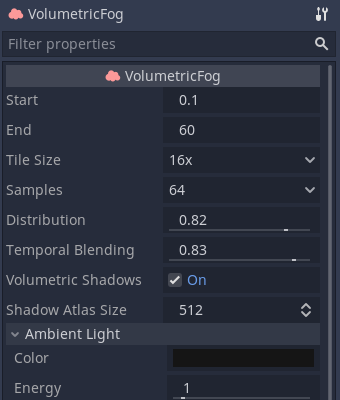 VolumetricFog
Filter properties
VolumetricFog
Start 0.1
End 60
Tile Size 16x
Samples 64
Distribution 0.82
Temporal Blending 0.83
Volumetric Shadows On
Shadow Atlas Size 512
Ambient Light
Color
Energy 1